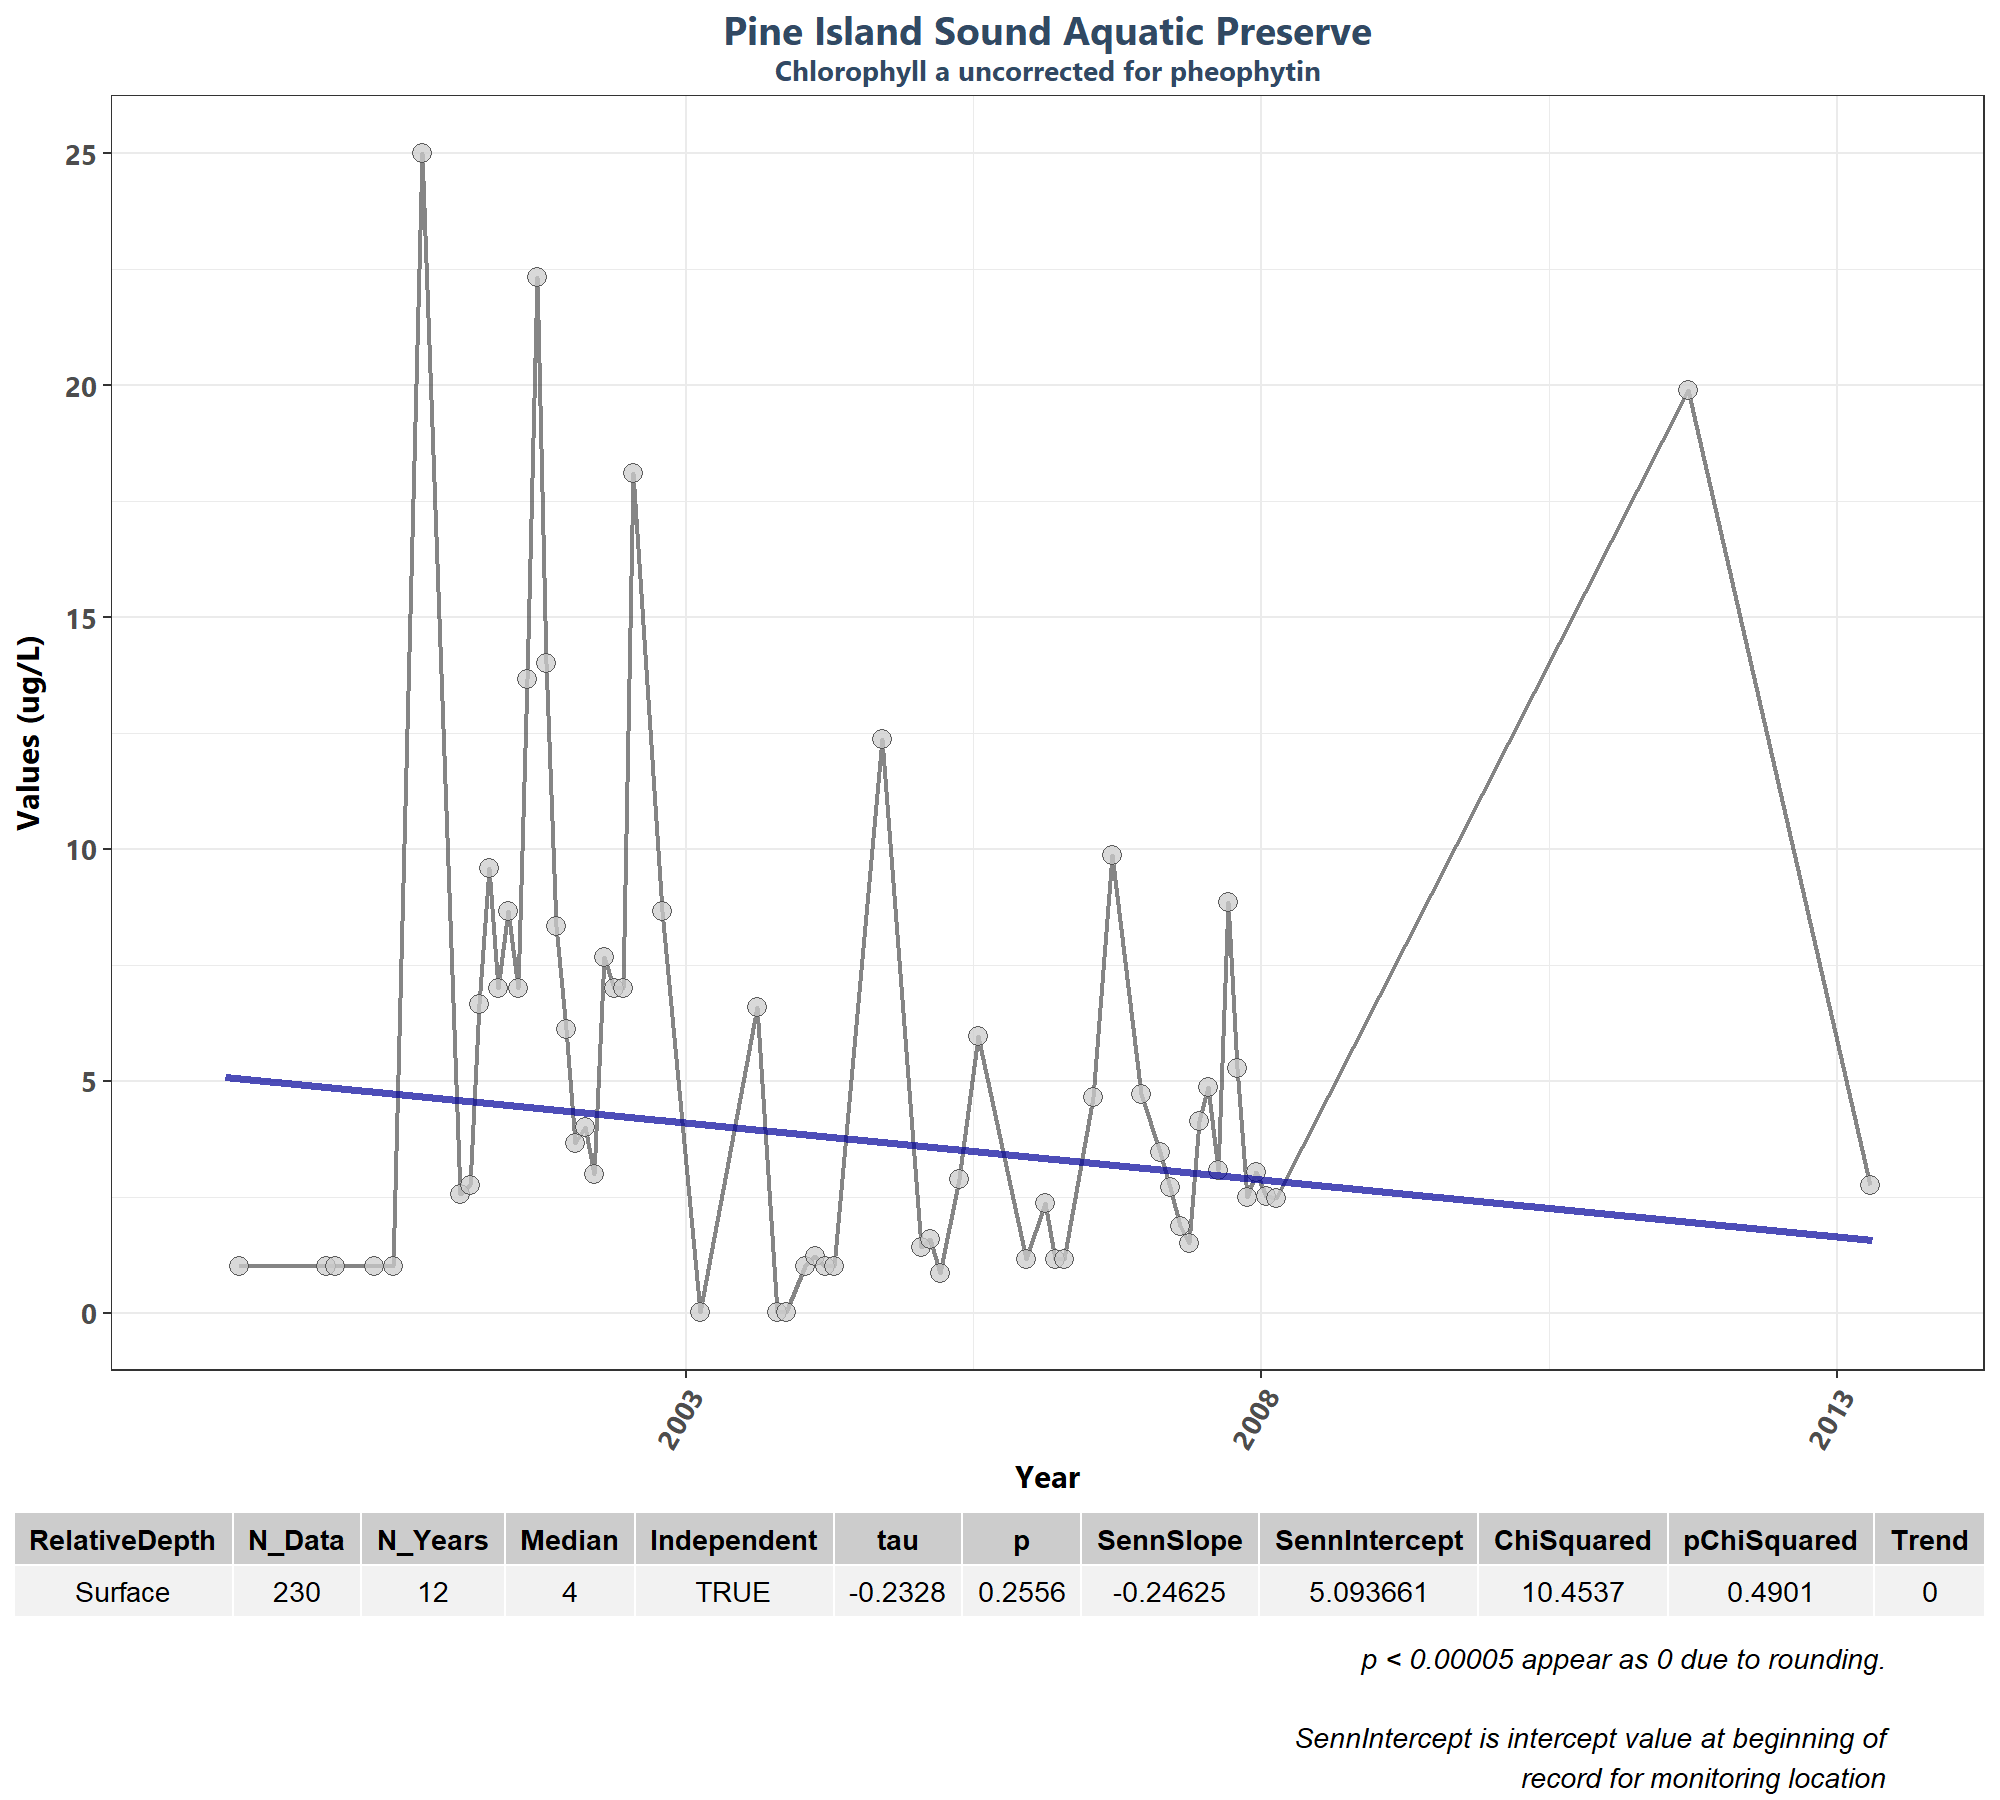 Pine Island Sound Aquatic Preserve
Chlorophyll a uncorrected for pheophytin
25
20
15
10
5
0
Values (ug/L)
2003
2008
2013
Year
RelativeDepth N_Data N_Years Median Independent tau p SennSlope SennIntercept ChiSquared pChiSquared Trend
Surface 230 12 4 TRUE -0.2328 0.2556 -0.24625 5.093661 10.4537 0.4901 0
p < 0.00005 appear as 0 due to rounding.
SennIntercept is intercept value at beginning of
record for monitoring location